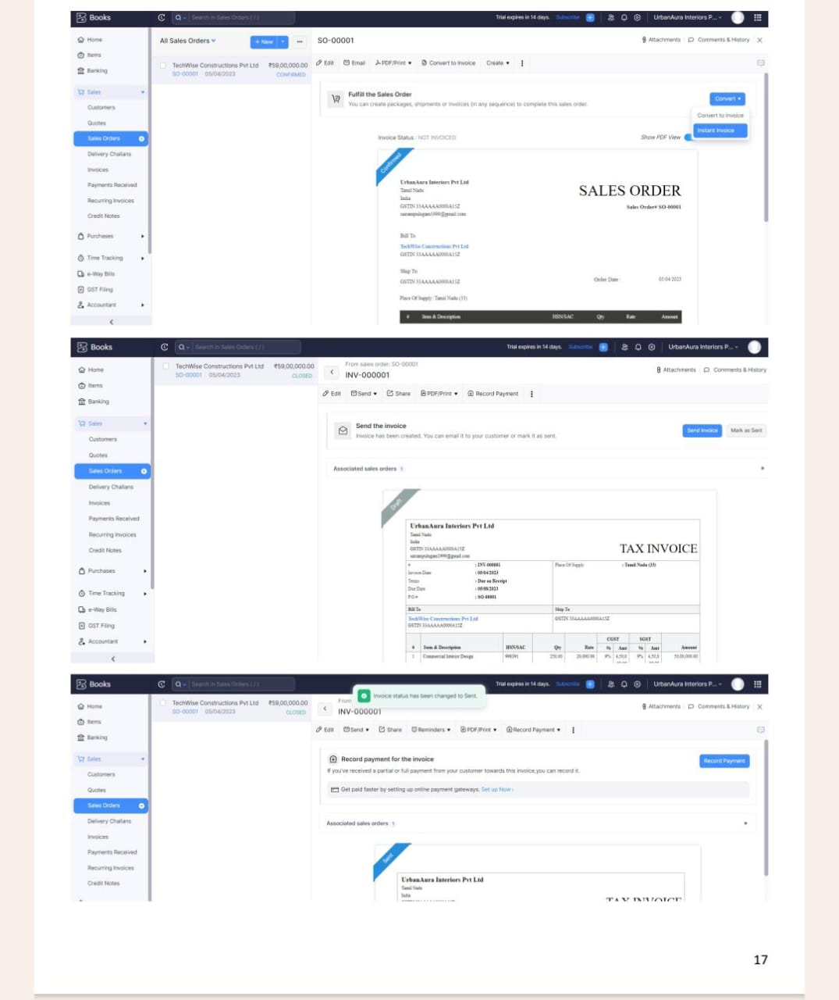 Books
Search in Sales Orders ( / )
Trial expires in 14 days. Subscribe
UrbanAura Interiors P...
Home
Items
Banking
Sales
Customers
Quotes
Sales Orders
Delivery Challans
Invoices
Payments Received
Recurring Invoices
Credit Notes
Purchases
Time Tracking
e-Way Bills
GST Filing
Accountant
All Sales Orders
+ New
TechWise Constructions Pvt Ltd ₹59,00,000.00
SO-00001 05/04/2023 CONFIRMED
SO-00001
Attachments Comments & History
Edit Email PDF/Print Convert to Invoice Create
Fulfill the Sales Order
You can create packages, shipments or invoices (in any sequence) to complete this sales order.
Convert
Convert to Invoice
Instant Invoice
Invoice Status : NOT INVOICED
Show PDF View
Confirmed
UrbanAura Interiors Pvt Ltd
Tamil Nadu
India
GSTIN 33AAAAA0000A15Z
SALES ORDER
Sales Order# SO-00001
Bill To
TechWise Constructions Pvt Ltd
GSTIN 33AAAAA0000A15Z
Ship To
GSTIN 33AAAAA0000A15Z
Order Date : 05/04/2023
Place Of Supply: Tamil Nadu (33)
# Item & Description HSN/SAC Qty Rate Amount
Books
Search in Sales Orders ( / )
Trial expires in 14 days. Subscribe
UrbanAura Interiors P...
Home
Items
Banking
Sales
Customers
Quotes
Sales Orders
Delivery Challans
Invoices
Payments Received
Recurring Invoices
Credit Notes
Purchases
Time Tracking
e-Way Bills
GST Filing
Accountant
TechWise Constructions Pvt Ltd ₹59,00,000.00
SO-00001 05/04/2023 CLOSED
From sales order: SO-00001
INV-000001
Attachments Comments & History
Edit Send Share PDF/Print Record Payment
Send the invoice
Invoice has been created. You can email it to your customer or mark it as sent.
Send Invoice Mark as Sent
Associated sales orders 1
Draft
UrbanAura Interiors Pvt Ltd
Tamil Nadu
India
GSTIN 33AAAAA0000A15Z
TAX INVOICE
# : INV-000001 Place Of Supply : Tamil Nadu (33)
Invoice Date : 05/04/2023
Terms : Due on Receipt
Due Date : 05/08/2023
P.O.# : SO-00001
Bill To Ship To
TechWise Constructions Pvt Ltd
GSTIN 33AAAAA0000A15Z
GSTIN 33AAAAA0000A15Z
CGST SGST
# Item & Description HSN/SAC Qty Rate % Amt % Amt Amount
1 Commercial Interior Design 998391 250.00 20,000.00 9% 4,50,0 9% 4,50,0 50,00,000.00
Books
Search in Sales Orders ( / )
Invoice status has been changed to Sent.
Trial expires in 14 days. Subscribe
UrbanAura Interiors P...
Home
Items
Banking
Sales
Customers
Quotes
Sales Orders
Delivery Challans
Invoices
Payments Received
Recurring Invoices
Credit Notes
TechWise Constructions Pvt Ltd ₹59,00,000.00
SO-00001 05/04/2023 CLOSED
From
INV-000001
Attachments Comments & History
Edit Send Share Reminders PDF/Print Record Payment
Record payment for the invoice
If you've received a partial or full payment from your customer towards this invoice, you can record it.
Record Payment
Get paid faster by setting up online payment gateways. Set up Now
Associated sales orders 1
Sent
UrbanAura Interiors Pvt Ltd
Tamil Nadu
India
TAX INVOICE
17